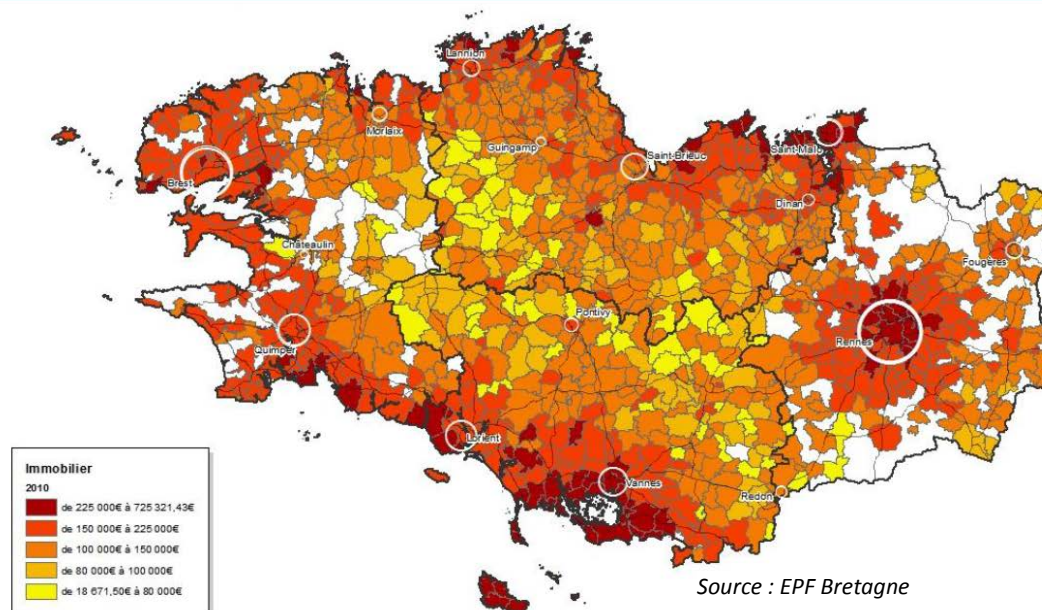 Lannion
Morlaix
Guingamp
Saint-Brieuc
Saint-Malo
Brest
Dinan
Châteaulin
Fougères
Pontivy
Rennes
Quimper
Lorient
Vannes
Redon
Immobilier
2010
de 225 000€ à 725 321,43€
de 150 000€ à 225 000€
de 100 000€ à 150 000€
de 80 000€ à 100 000€
de 18 671,50€ à 80 000€
Source : EPF Bretagne